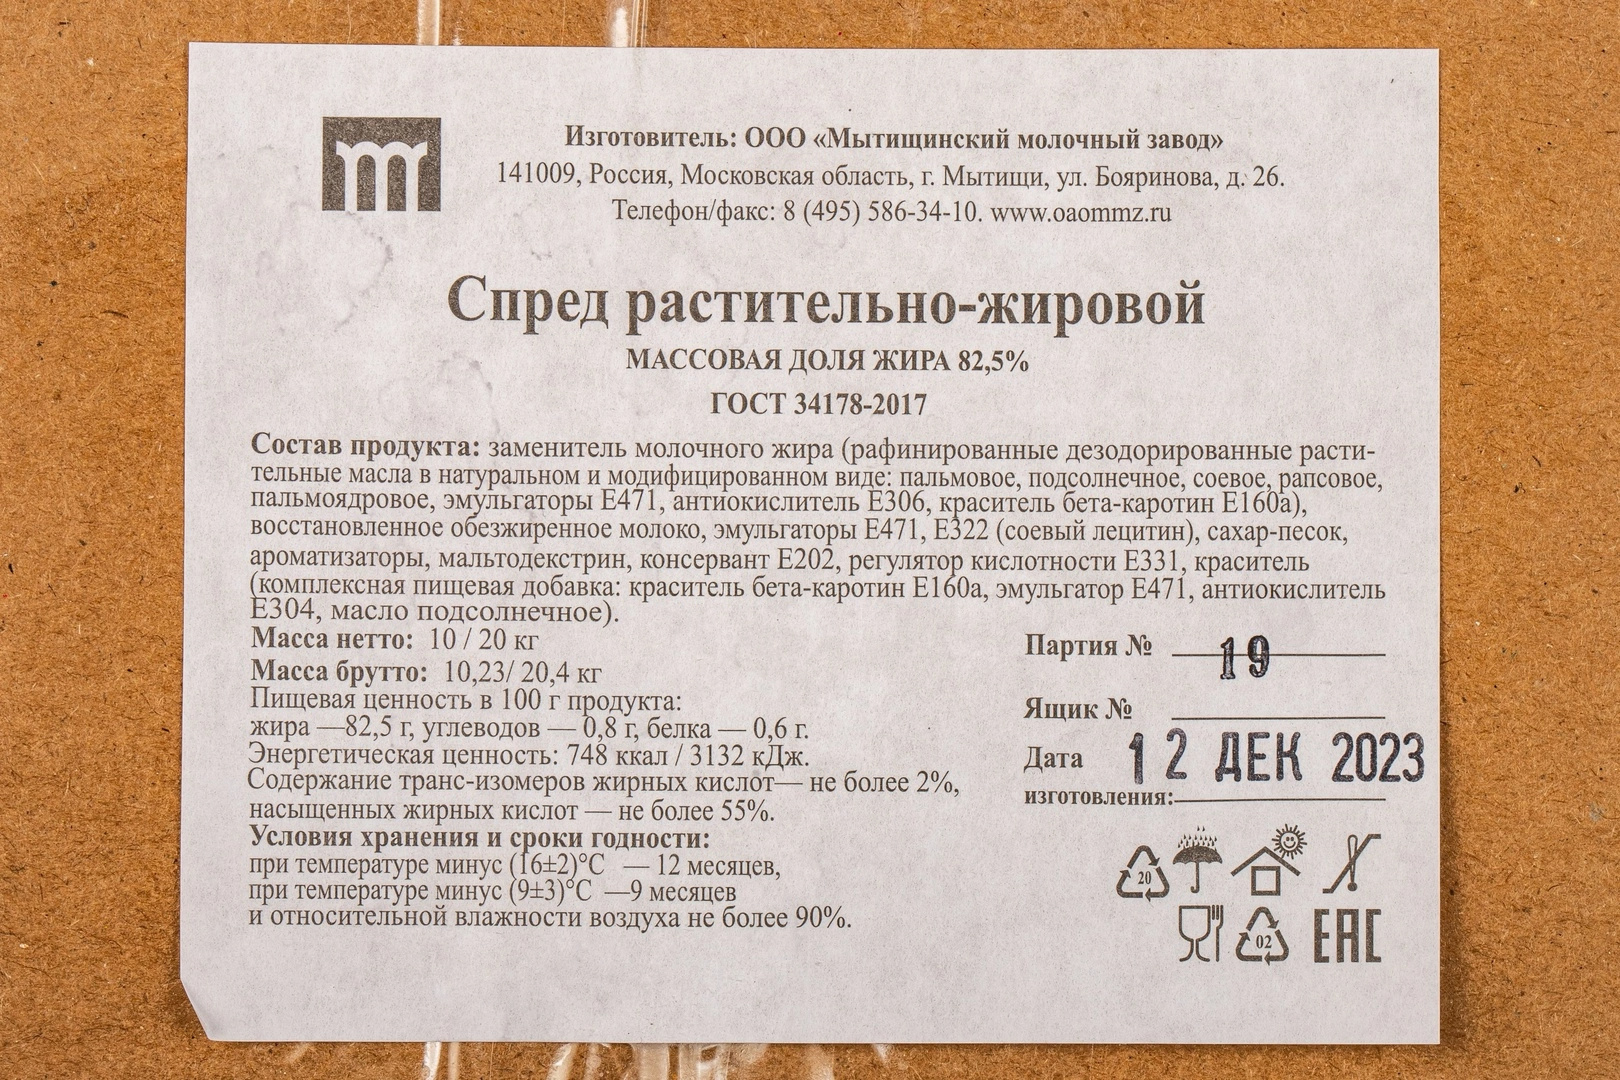 Изготовитель: ООО «Мытищинский молочный завод»
141009, Россия, Московская область, г. Мытищи, ул. Бояринова, д. 26.
Телефон/факс: 8 (495) 586-34-10. www.oaommz.ru
Спред растительно-жировой
МАССОВАЯ ДОЛЯ ЖИРА 82,5%
ГОСТ 34178-2017
Состав продукта: заменитель молочного жира (рафинированные дезодорированные расти-
тельные масла в натуральном и модифицированном виде: пальмовое, подсолнечное, соевое, рапсовое,
пальмоядровое, эмульгаторы Е471, антиокислитель Е306, краситель бета-каротин Е160а),
восстановленное обезжиренное молоко, эмульгаторы Е471, Е322 (соевый лецитин), сахар-песок,
ароматизаторы, мальтодекстрин, консервант Е202, регулятор кислотности Е331, краситель
(комплексная пищевая добавка: краситель бета-каротин Е160а, эмульгатор Е471, антиокислитель
Е304, масло подсолнечное).
Масса нетто: 10 / 20 кг
Масса брутто: 10,23/ 20,4 кг
Пищевая ценность в 100 г продукта:
жира —82,5 г, углеводов — 0,8 г, белка — 0,6 г.
Энергетическая ценность: 748 ккал / 3132 кДж.
Содержание транс-изомеров жирных кислот— не более 2%,
насыщенных жирных кислот — не более 55%.
Условия хранения и сроки годности:
при температуре минус (16±2)°С — 12 месяцев,
при температуре минус (9±3)°С —9 месяцев
и относительной влажности воздуха не более 90%.
Партия № 19
Ящик №
Дата 12 ДЕК 2023
изготовления:
20
02
ЕАС